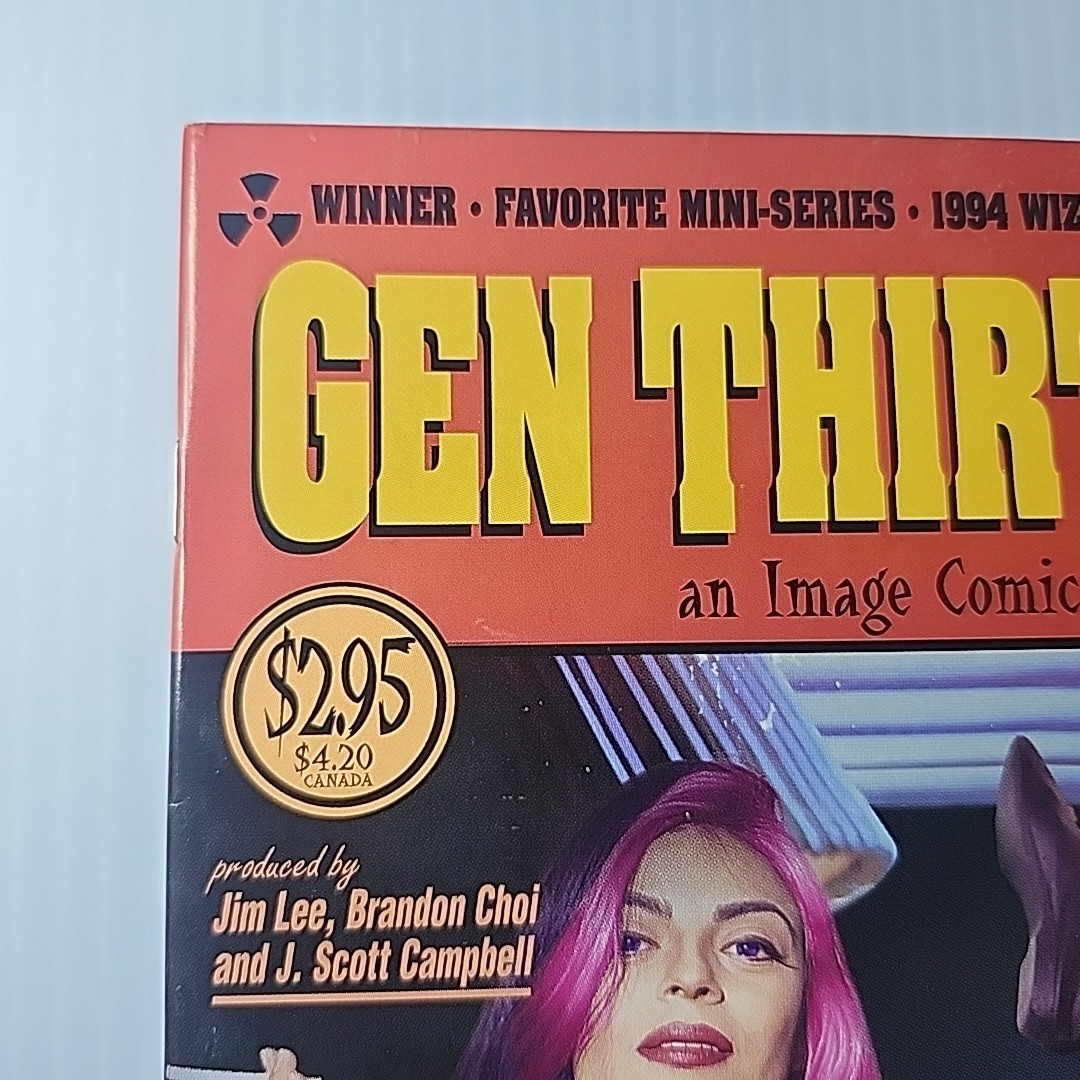 WINNER • FAVORITE MINI-SERIES • 1994 WIZ
GEN THIRT
an Image Comic
$2.95
$4.20
CANADA
produced by
Jim Lee, Brandon Choi
and J. Scott Campbell